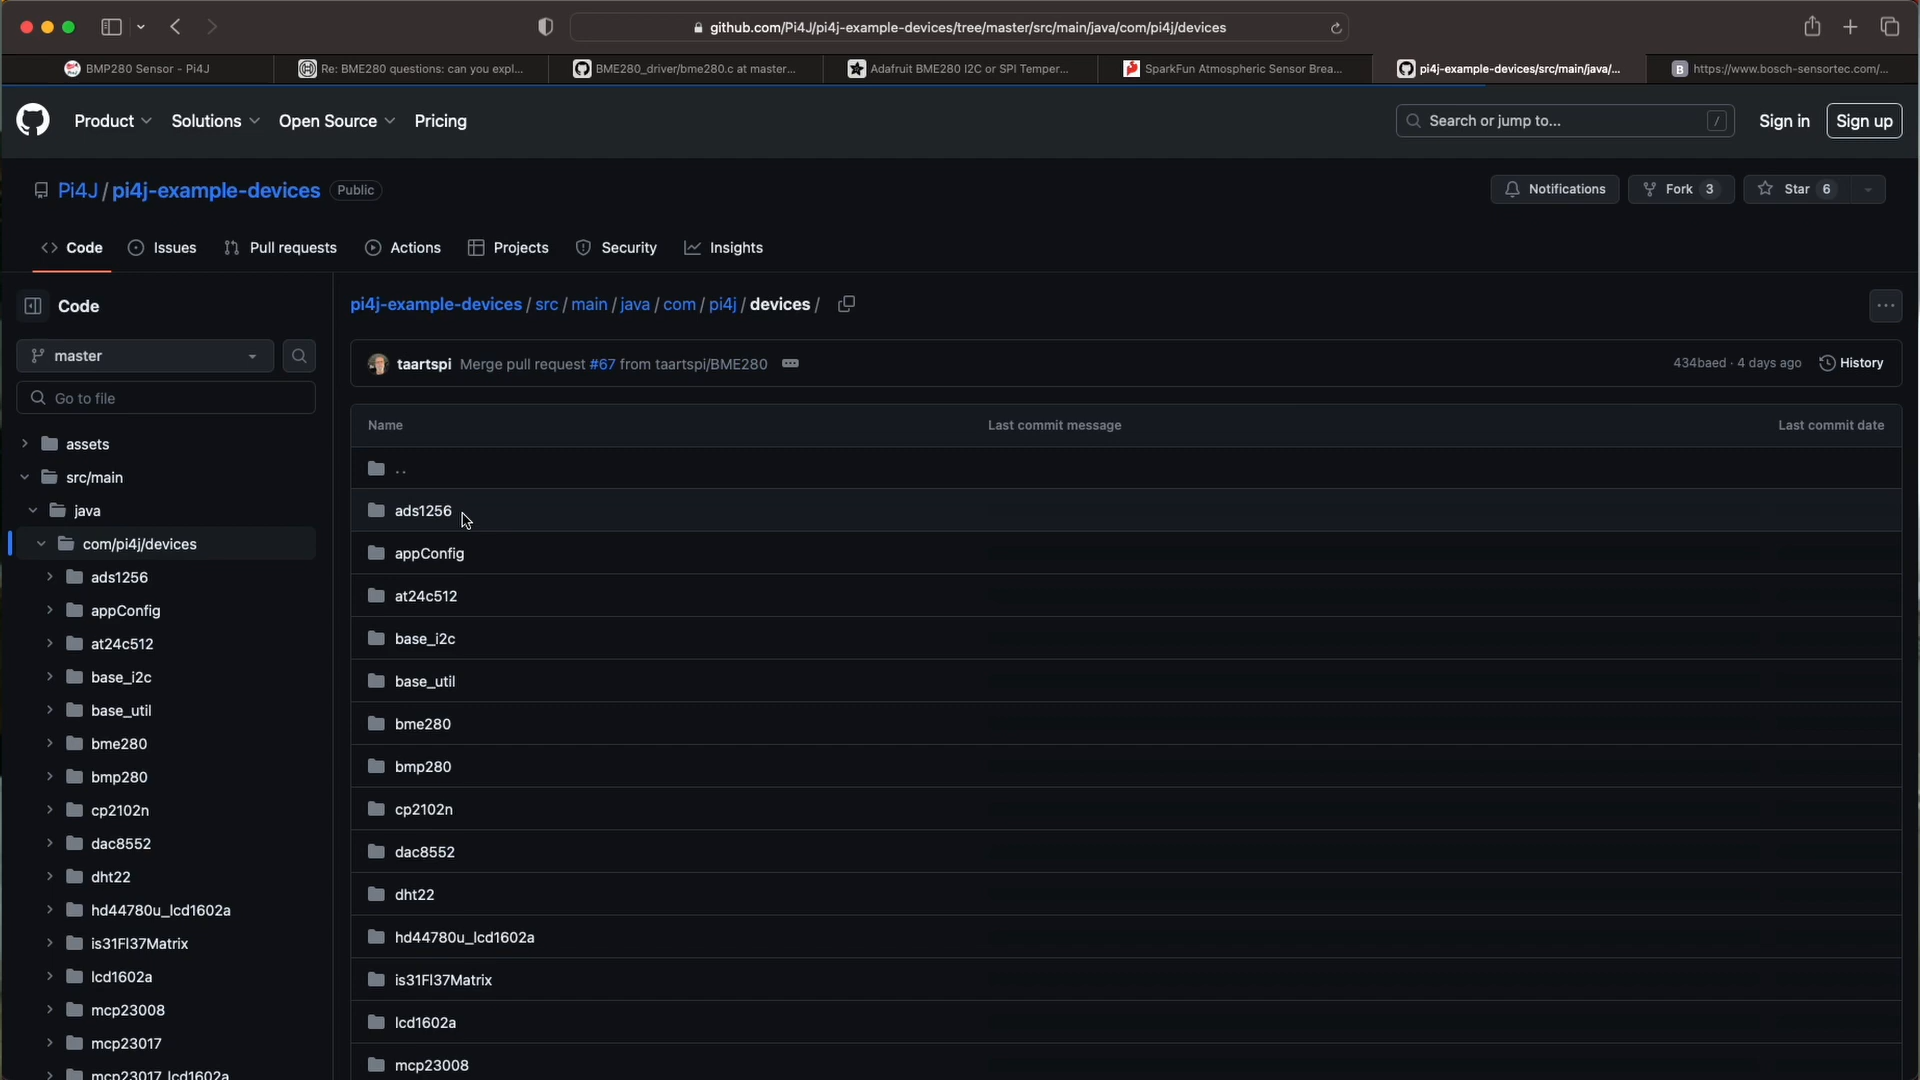 github.com/Pi4J/pi4j-example-devices/tree/master/src/main/java/com/pi4j/devices
BMP280 Sensor - Pi4J
Re: BME280 questions: can you expl...
BME280_driver/bme280.c at master...
Adafruit BME280 I2C or SPI Temper...
SparkFun Atmospheric Sensor Brea...
pi4j-example-devices/src/main/java/...
B https://www.bosch-sensortec.com/...
Product
Solutions
Open Source
Pricing
Search or jump to...
/
Sign in
Sign up
Pi4J / pi4j-example-devices
Public
Notifications
Fork 3
Star 6
Code
Issues
Pull requests
Actions
Projects
Security
Insights
Code
master
Go to file
assets
src/main
java
com/pi4j/devices
ads1256
appConfig
at24c512
base_i2c
base_util
bme280
bmp280
cp2102n
dac8552
dht22
hd44780u_lcd1602a
is31Fl37Matrix
lcd1602a
mcp23008
mcp23017
mcp23017_lcd1602a
pi4j-example-devices / src / main / java / com / pi4j / devices /
taartspi Merge pull request #67 from taartspi/BME280
434baed · 4 days ago
History
Name
Last commit message
Last commit date
..
ads1256
appConfig
at24c512
base_i2c
base_util
bme280
bmp280
cp2102n
dac8552
dht22
hd44780u_lcd1602a
is31Fl37Matrix
lcd1602a
mcp23008